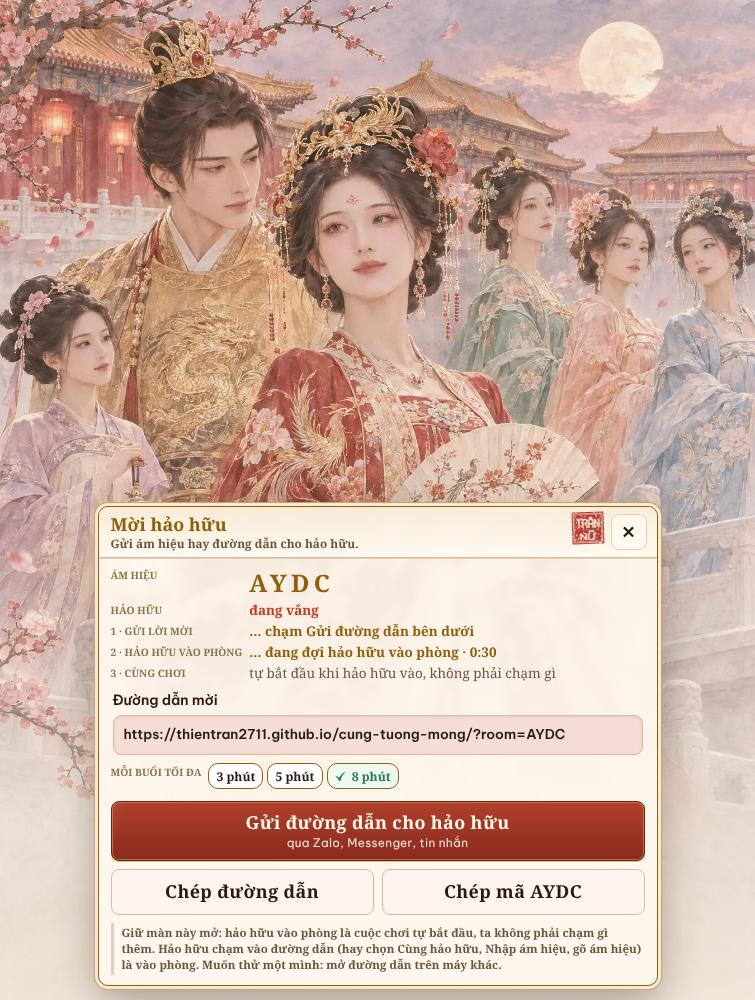 Mời hảo hữu
Gửi ám hiệu hay đường dẫn cho hảo hữu.
TRẦN
NỮ
×
ÁM HIỆU AYDC
HẢO HỮU đang vắng
1 · GỬI LỜI MỜI ... chạm Gửi đường dẫn bên dưới
2 · HẢO HỮU VÀO PHÒNG ... đang đợi hảo hữu vào phòng · 0:30
3 · CÙNG CHƠI tự bắt đầu khi hảo hữu vào, không phải chạm gì
Đường dẫn mời
https://thientran2711.github.io/cung-tuong-mong/?room=AYDC
MỖI BUỔI TỐI ĐA 3 phút 5 phút ✓ 8 phút
Gửi đường dẫn cho hảo hữu
qua Zalo, Messenger, tin nhắn
Chép đường dẫn Chép mã AYDC
Giữ màn này mở: hảo hữu vào phòng là cuộc chơi tự bắt đầu, ta không phải chạm gì
thêm. Hảo hữu chạm vào đường dẫn (hay chọn Cùng hảo hữu, Nhập ám hiệu, gõ ám hiệu)
là vào phòng. Muốn thử một mình: mở đường dẫn trên máy khác.